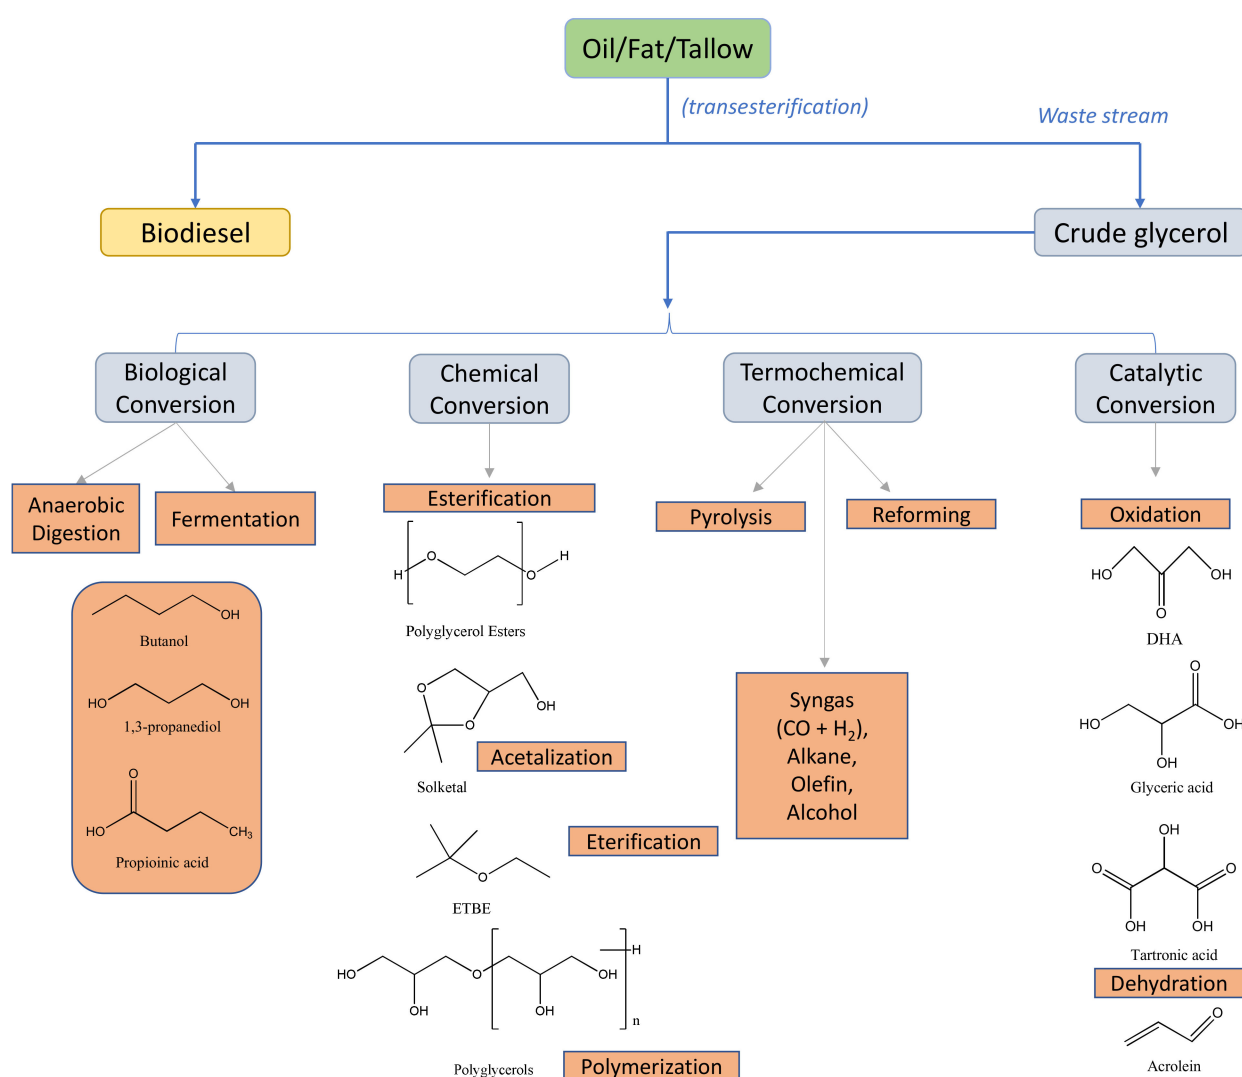 Oil/Fat/Tallow
(transesterification)
Waste stream
Biodiesel
Crude glycerol
Biological
Conversion
Chemical
Conversion
Termochemical
Conversion
Catalytic
Conversion
Anaerobic
Digestion
Fermentation
Esterification
Pyrolysis
Reforming
Oxidation
OH
Butanol
HO
OH
1,3-propanediol
O
HO
CH3
Propioinic acid
H
O
O
H
Polyglycerol Esters
O
O
OH
Acetalization
Solketal
Eterification
O
ETBE
HO
OH
O
OH
OH
H
n
Polyglycerols
Polymerization
Syngas
(CO + H2),
Alkane,
Olefin,
Alcohol
HO
OH
O
DHA
O
HO
OH
OH
Glyceric acid
OH
O
O
OH
OH
Tartronic acid
Dehydration
O
Acrolein